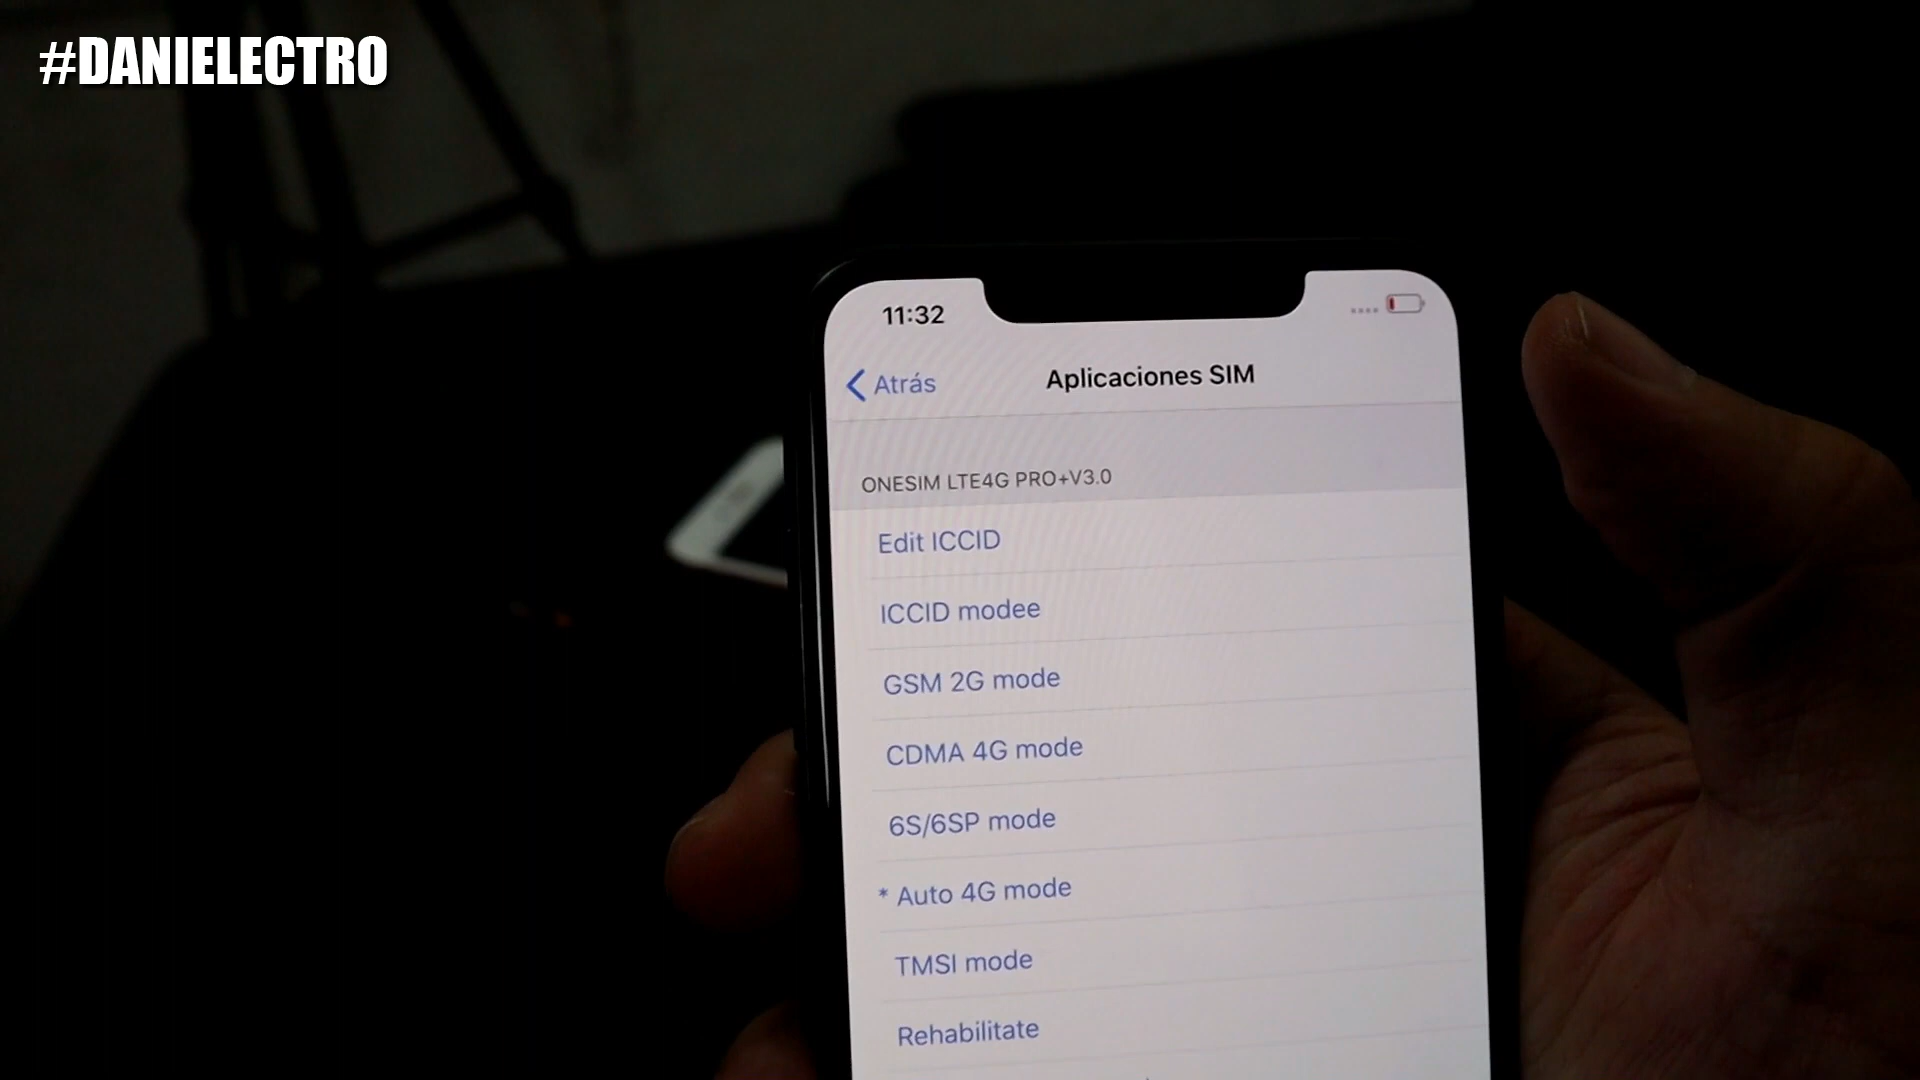 #DANIELECTRO
11:32
Atrás
Aplicaciones SIM
ONESIM LTE4G PRO+V3.0
Edit ICCID
ICCID modee
GSM 2G mode
CDMA 4G mode
6S/6SP mode
* Auto 4G mode
TMSI mode
Rehabilitate